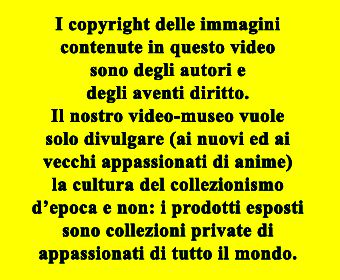 I copyright delle immagini
contenute in questo video
sono degli autori e
degli aventi diritto.
Il nostro video-museo vuole
solo divulgare (ai nuovi ed ai
vecchi appassionati di anime)
la cultura del collezionismo
d’epoca e non: i prodotti esposti
sono collezioni private di
appassionati di tutto il mondo.